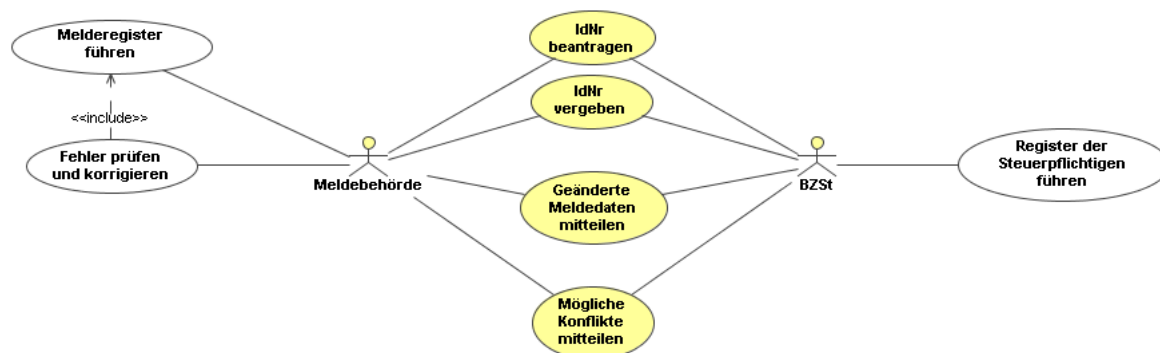 Melderegister
führen
<<include>>
Fehler prüfen
und korrigieren
Meldebehörde
IdNr
beantragen
IdNr
vergeben
Geänderte
Meldedaten
mitteilen
Mögliche
Konflikte
mitteilen
BZSt
Register der
Steuerpflichtigen
führen